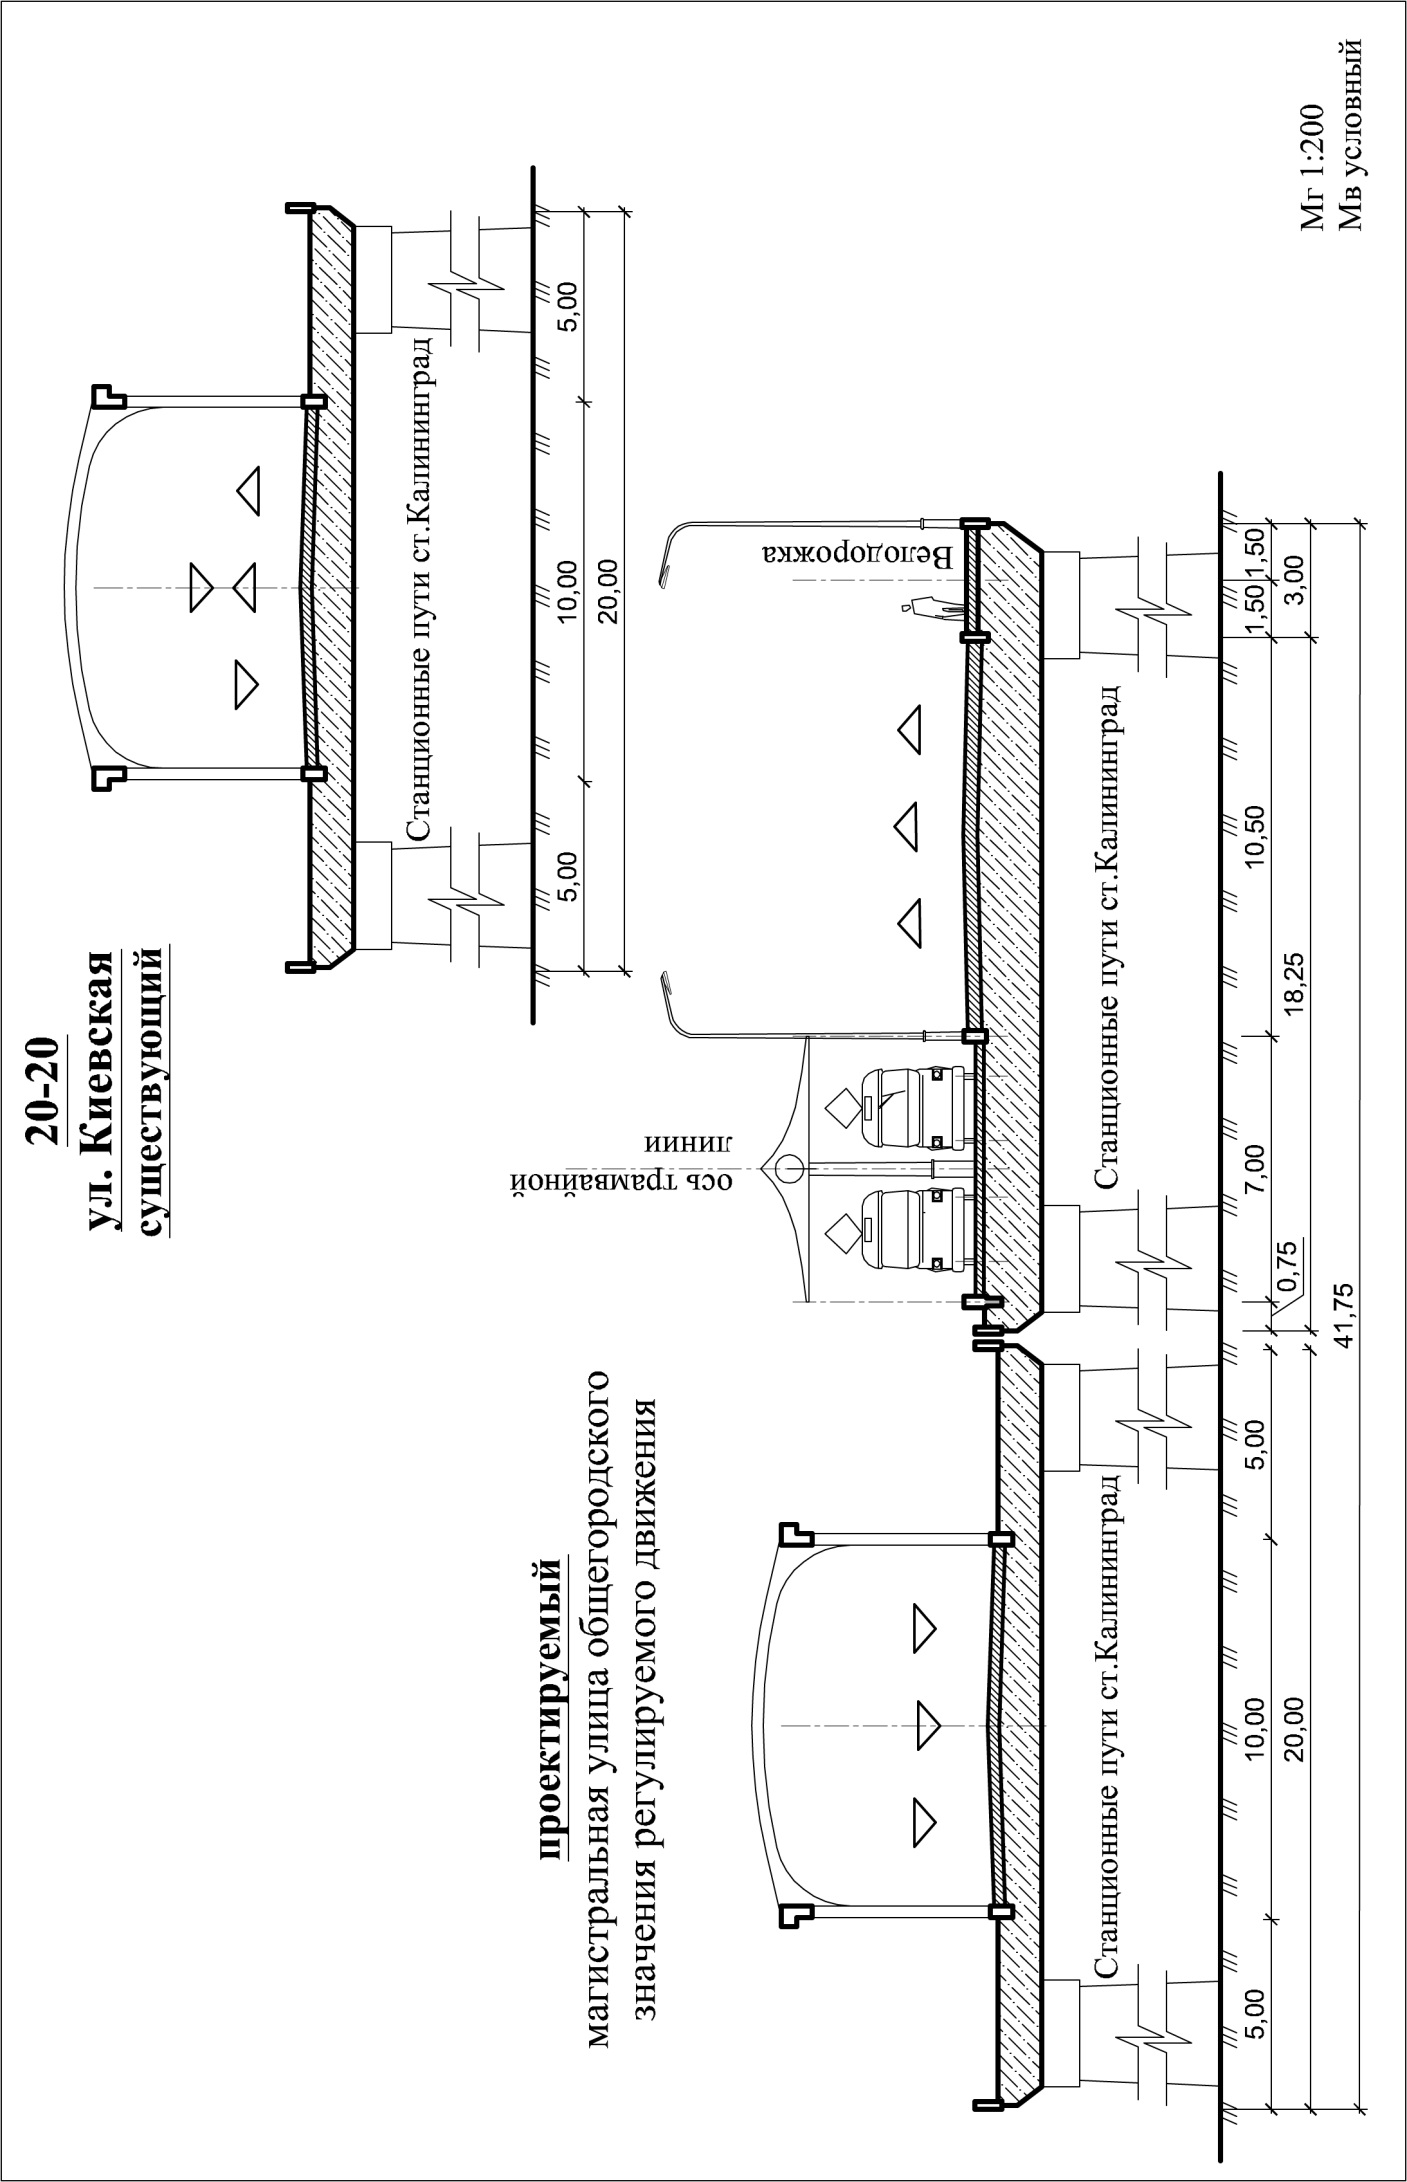 20-20
ул. Киевская
существующий
Станционные пути ст.Калининград
5,00
10,00
5,00
20,00
проектируемый
магистральная улица общегородского
значения регулируемого движения
ось трамвайной
линии
Велодорожка
Станционные пути ст.Калининград
Станционные пути ст.Калининград
5,00
10,00
5,00
7,00
10,50
1,50
1,50
20,00
0,75
18,25
3,00
41,75
Мг 1:200
Мв условный